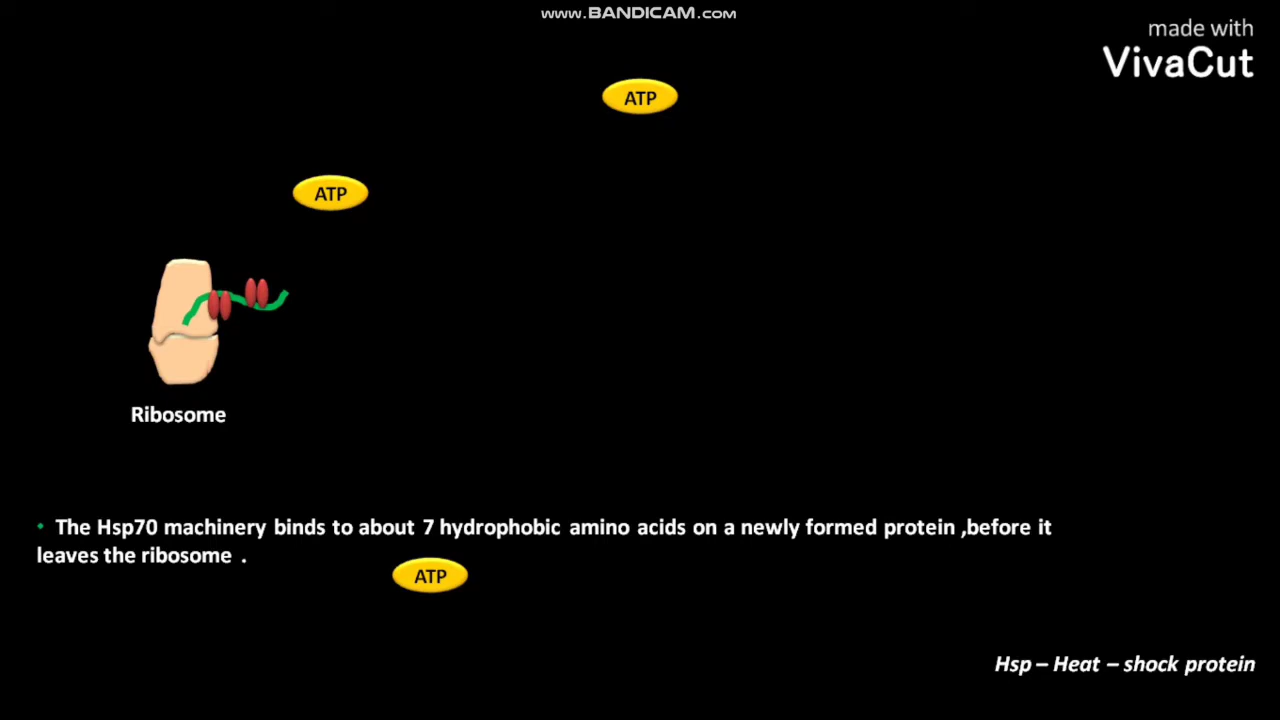 www.BANDICAM.com
made with
VivaCut
ATP
ATP
Ribosome
• The Hsp70 machinery binds to about 7 hydrophobic amino acids on a newly formed protein ,before it
leaves the ribosome .
ATP
Hsp – Heat – shock protein